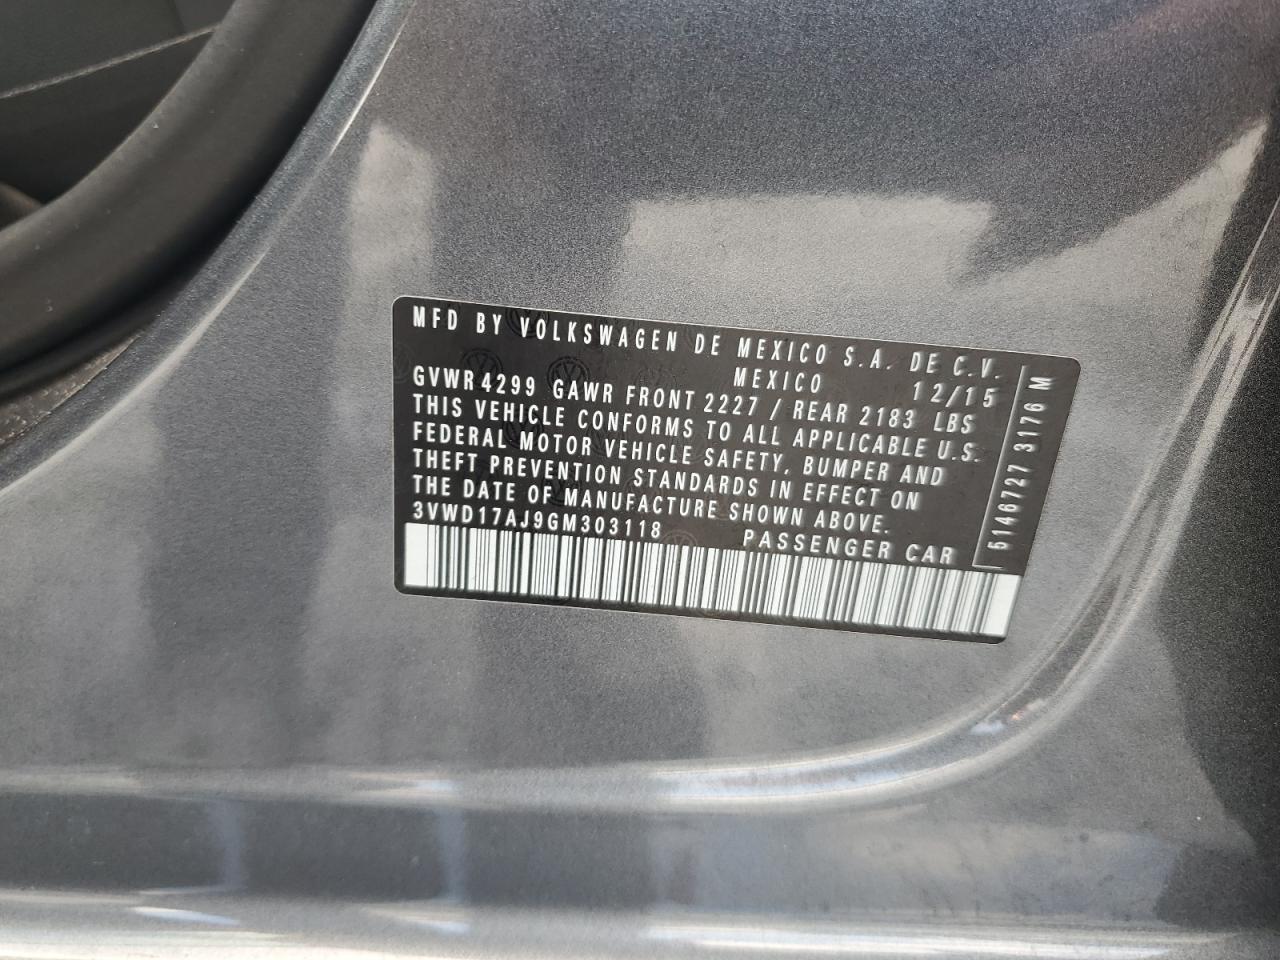 MFD BY VOLKSWAGEN DE MEXICO S.A. DE C.V.
MEXICO 12/15
GVWR 4299 GAWR FRONT 2227 / REAR 2183 LBS
THIS VEHICLE CONFORMS TO ALL APPLICABLE U.S.
FEDERAL MOTOR VEHICLE SAFETY, BUMPER AND
THEFT PREVENTION STANDARDS IN EFFECT ON
THE DATE OF MANUFACTURE SHOWN ABOVE.
3VWD17AJ9GM303118 PASSENGER CAR
5146727 3176 M